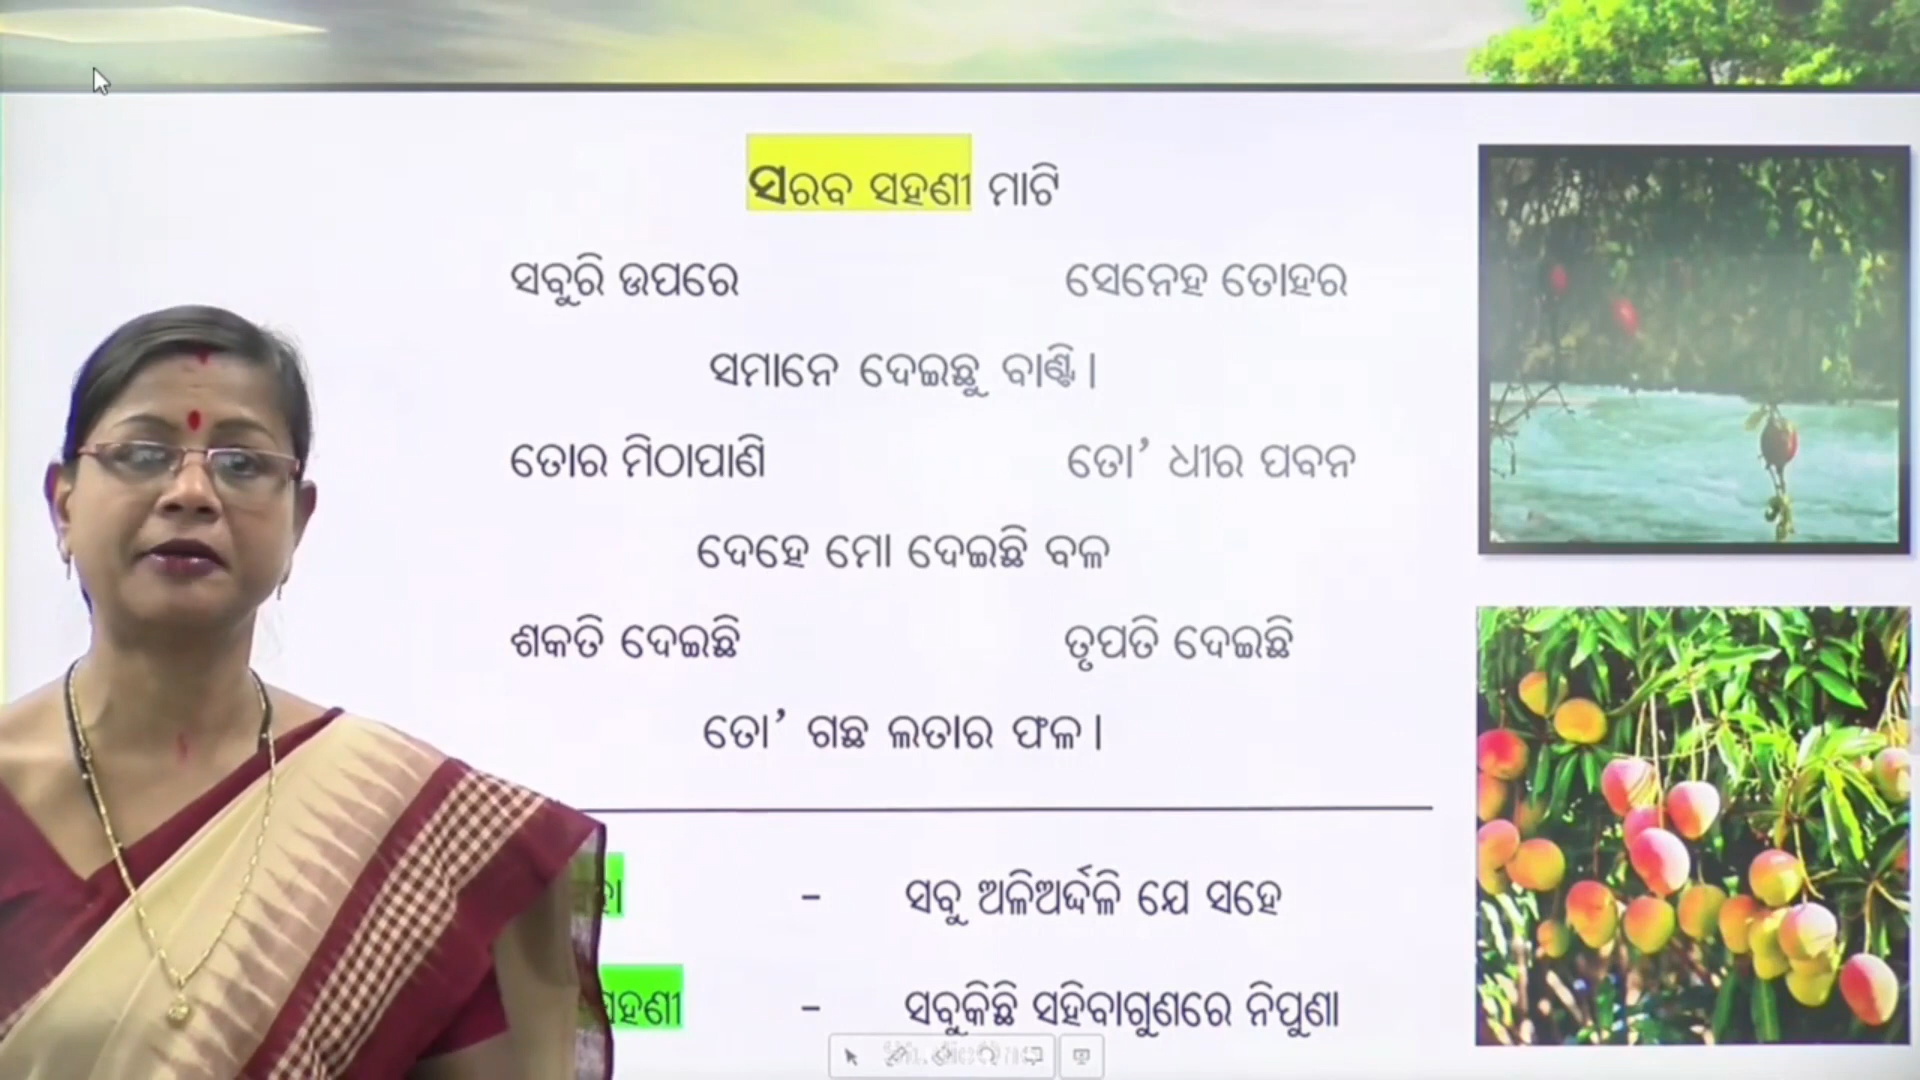 ସରବ ସହଣୀ ମାଟି
ସବୁରି ଉପରେ ସେନେହ ତୋହର
ସମାନେ ଦେଇଛୁ ବାଣ୍ଟି।
ତୋର ମିଠାପାଣି ତୋ’ ଧୀର ପବନ
ଦେହେ ମୋ ଦେଇଛି ବଳ
ଶକତି ଦେଇଛି ତୃପତି ଦେଇଛି
ତୋ’ ଗଛ ଲତାର ଫଳ।
– ସବୁ ଅଳିଅର୍ଦ୍ଦଳି ଯେ ସହେ
ସହଣୀ – ସବୁକିଛି ସହିବାଗୁଣରେ ନିପୁଣା